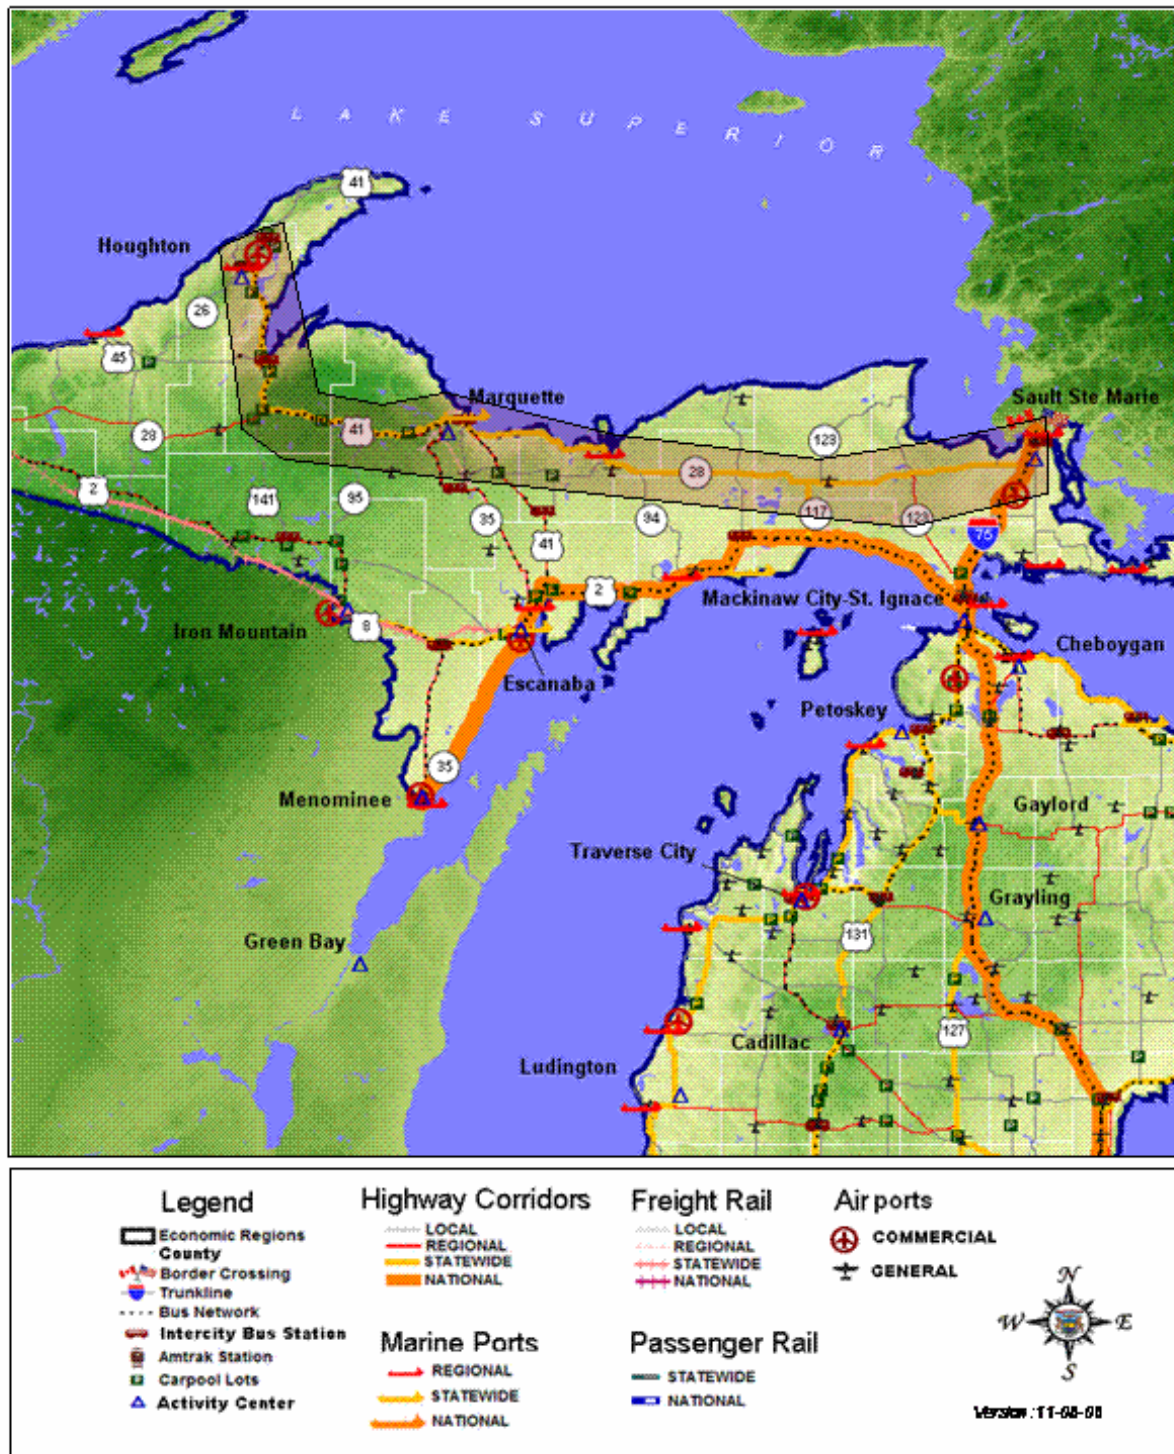 LAKE SUPERIOR
41
Houghton
26
45
Marquette
Sault Ste Marie
28
41
123
28
2
141
95
35
94
117
123
41
75
2
Mackinaw City-St. Ignace
Iron Mountain
8
Cheboygan
Escanaba
Petoskey
35
Menominee
Gaylord
Traverse City
Grayling
131
Green Bay
127
Cadillac
Ludington
Legend
Economic Regions
County
Border Crossing
Trunkline
Bus Network
Intercity Bus Station
Amtrak Station
Carpool Lots
Activity Center
Highway Corridors
LOCAL
REGIONAL
STATEWIDE
NATIONAL
Marine Ports
REGIONAL
STATEWIDE
NATIONAL
Freight Rail
LOCAL
REGIONAL
STATEWIDE
NATIONAL
Passenger Rail
STATEWIDE
NATIONAL
Airports
COMMERCIAL
GENERAL
N
W E
S